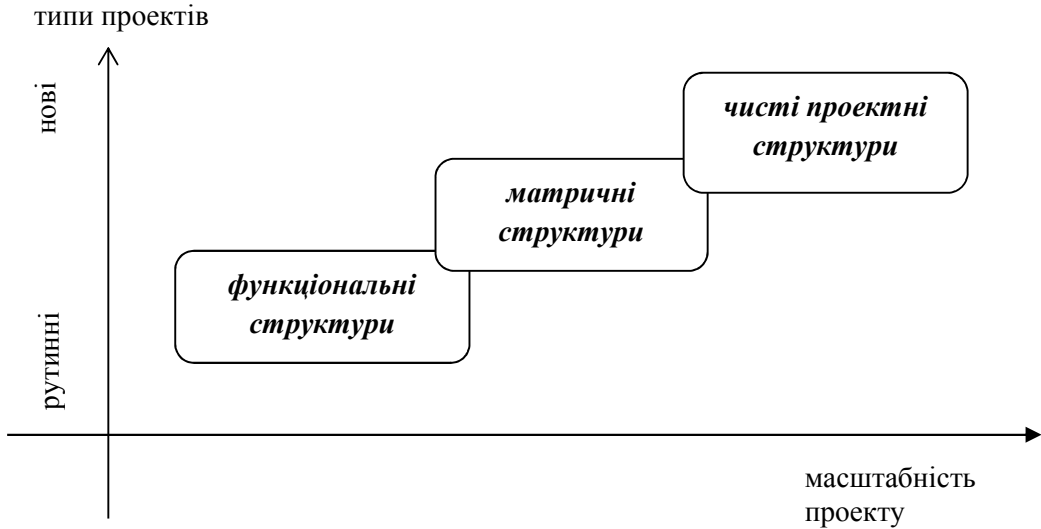 типи проектів
нові
чисті проектні
структури
матричні
структури
функціональні
структури
рутинні
масштабність
проекту